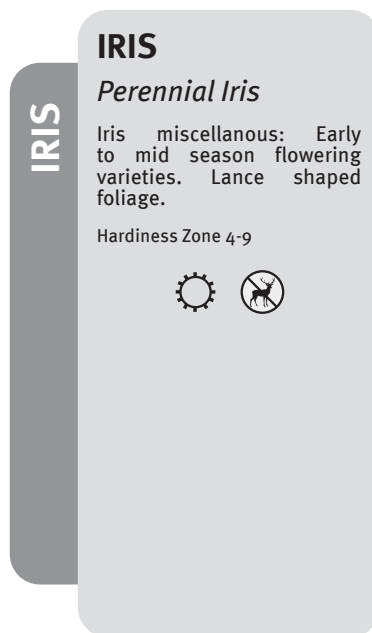 IRIS
IRIS
Perennial Iris
Iris miscellanous: Early
to mid season flowering
varieties. Lance shaped
foliage.
Hardiness Zone 4-9